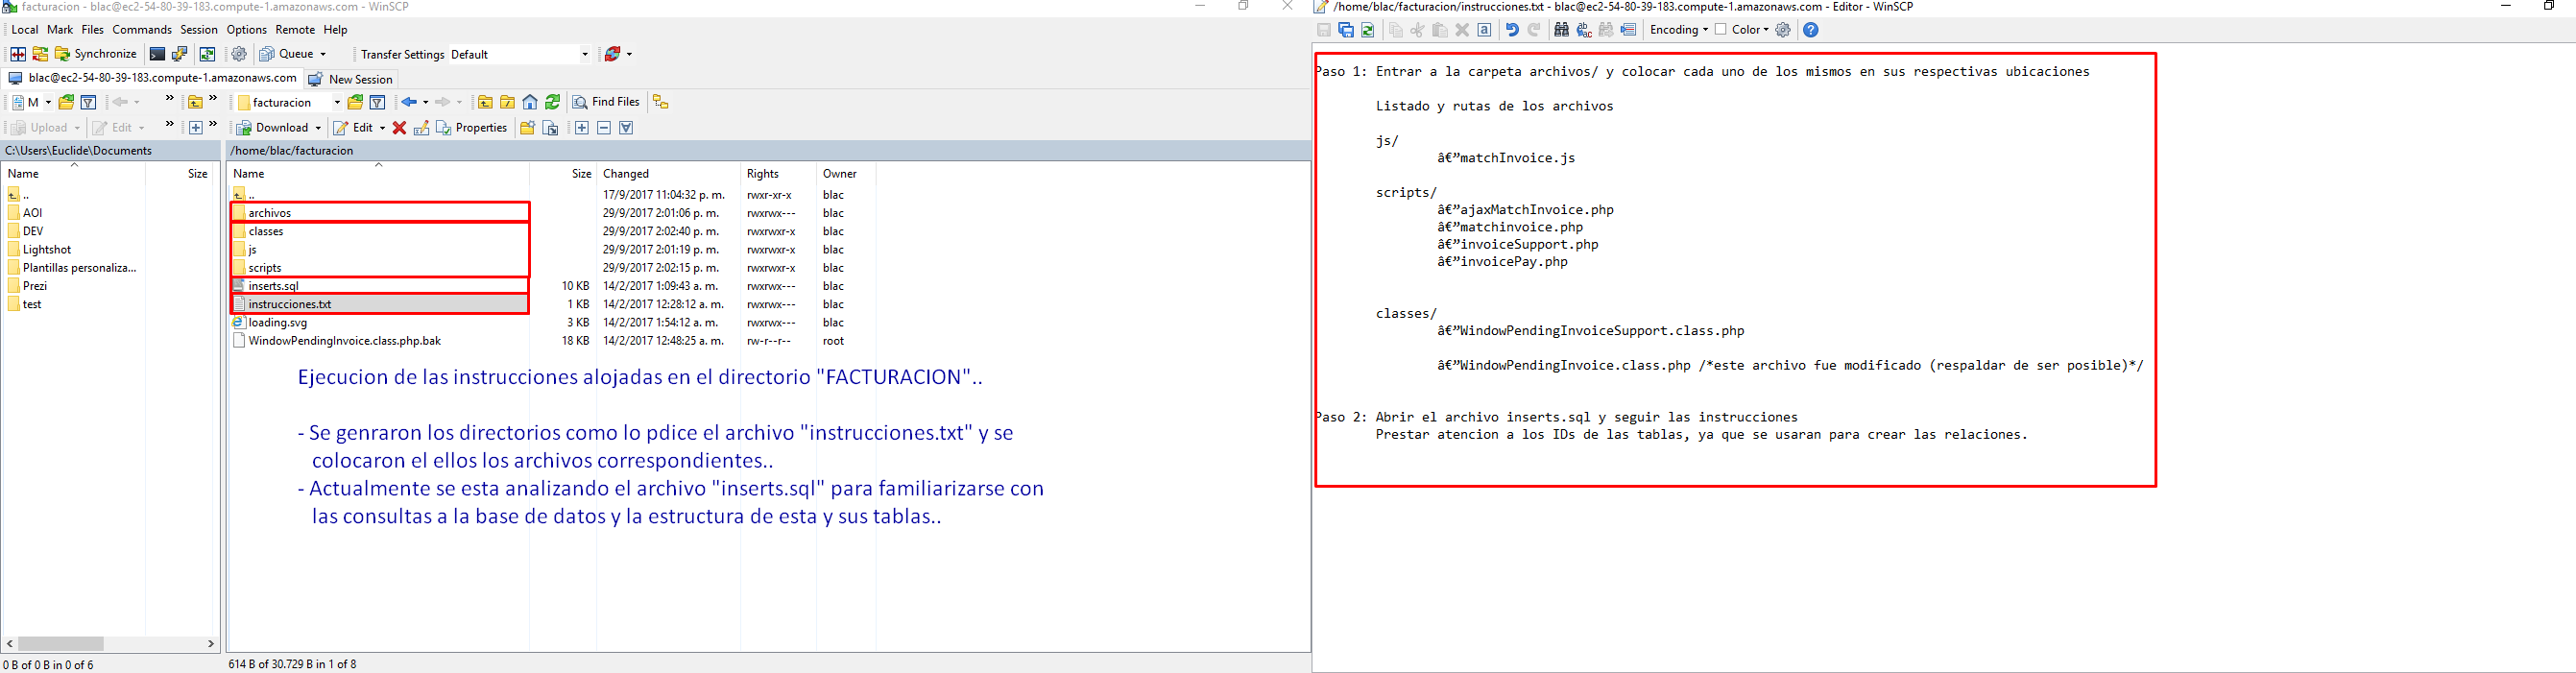 facturacion - blac@ec2-54-80-39-183.compute-1.amazonaws.com - WinSCP
Local Mark Files Commands Session Options Remote Help
Synchronize Queue Transfer Settings Default
blac@ec2-54-80-39-183.compute-1.amazonaws.com New Session
M facturacion Find Files
Upload Edit Download Edit Properties
C:\Users\Euclide\Documents
Name Size
..
AOI
DEV
Lightshot
Plantillas personaliza...
Prezi
test
0 B of 0 B in 0 of 6
/home/blac/facturacion
Name Size Changed Rights Owner
.. 17/9/2017 11:04:32 p. m. rwxr-xr-x blac
archivos 29/9/2017 2:01:06 p. m. rwxrwx--- blac
classes 29/9/2017 2:02:40 p. m. rwxrwxr-x blac
js 29/9/2017 2:01:19 p. m. rwxrwxr-x blac
scripts 29/9/2017 2:02:15 p. m. rwxrwxr-x blac
inserts.sql 10 KB 14/2/2017 1:09:43 a. m. rwxrwx--- blac
instrucciones.txt 1 KB 14/2/2017 12:28:12 a. m. rwxrwx--- blac
loading.svg 3 KB 14/2/2017 1:54:12 a. m. rwxrwx--- blac
WindowPendingInvoice.class.php.bak 18 KB 14/2/2017 12:48:25 a. m. rw-r--r-- root
Ejecucion de las instrucciones alojadas en el directorio "FACTURACION"..
- Se genraron los directorios como lo pdice el archivo "instrucciones.txt" y se
colocaron el ellos los archivos correspondientes..
- Actualmente se esta analizando el archivo "inserts.sql" para familiarizarse con
las consultas a la base de datos y la estructura de esta y sus tablas..
614 B of 30.729 B in 1 of 8
/home/blac/facturacion/instrucciones.txt - blac@ec2-54-80-39-183.compute-1.amazonaws.com - Editor - WinSCP
Encoding Color
Paso 1: Entrar a la carpeta archivos/ y colocar cada uno de los mismos en sus respectivas ubicaciones
Listado y rutas de los archivos
js/
â€”matchInvoice.js
scripts/
â€”ajaxMatchInvoice.php
â€”matchinvoice.php
â€”invoiceSupport.php
â€”invoicePay.php
classes/
â€”WindowPendingInvoiceSupport.class.php
â€”WindowPendingInvoice.class.php /*este archivo fue modificado (respaldar de ser posible)*/
Paso 2: Abrir el archivo inserts.sql y seguir las instrucciones
Prestar atencion a los IDs de las tablas, ya que se usaran para crear las relaciones.